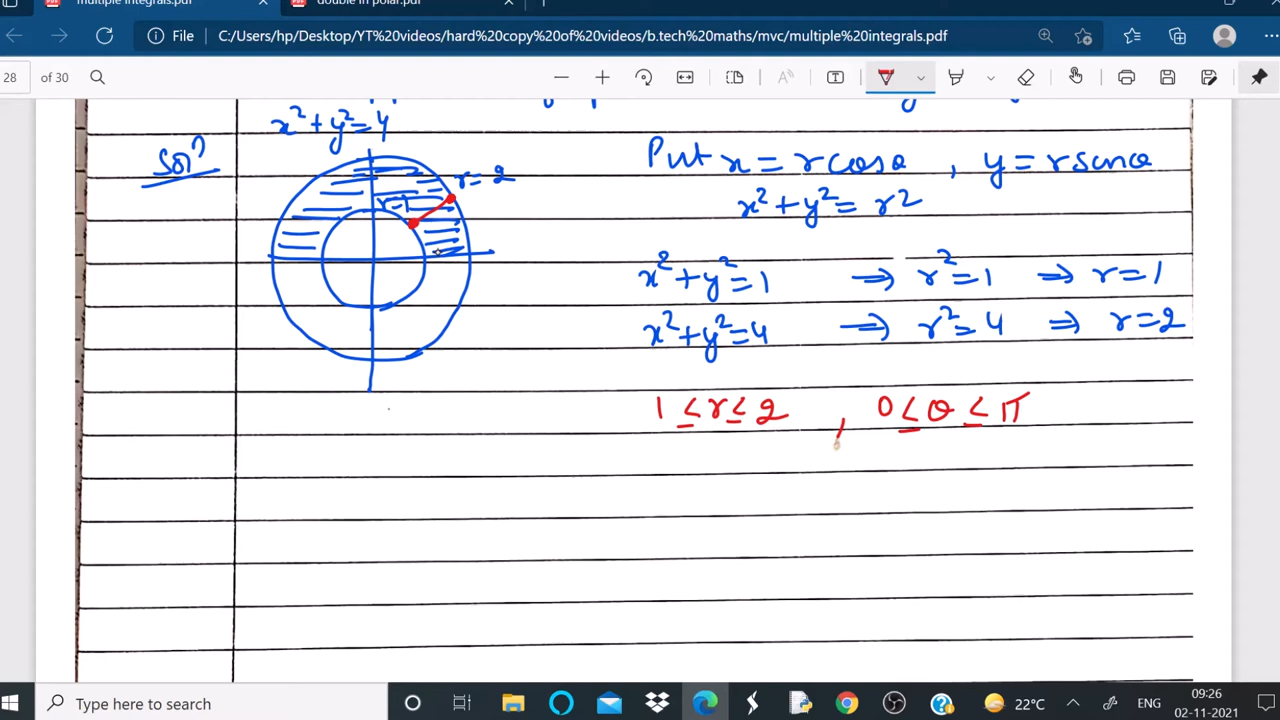 multiple integrals.pdf
double in polar.pdf
File C:/Users/hp/Desktop/YT%20videos/hard%20copy%20of%20videos/b.tech%20maths/mvc/multiple%20integrals.pdf
28 of 30
x²+y²=4
Solⁿ
Put x = r cosθ , y = r sinθ
r=2
r=1
x²+y² = r²
x²+y²=1 ⇒ r²=1 ⇒ r=1
x²+y²=4 ⇒ r²=4 ⇒ r=2
1 ≤ r ≤ 2 , 0 ≤ θ ≤ π
Type here to search
22°C
ENG
09:26
02-11-2021